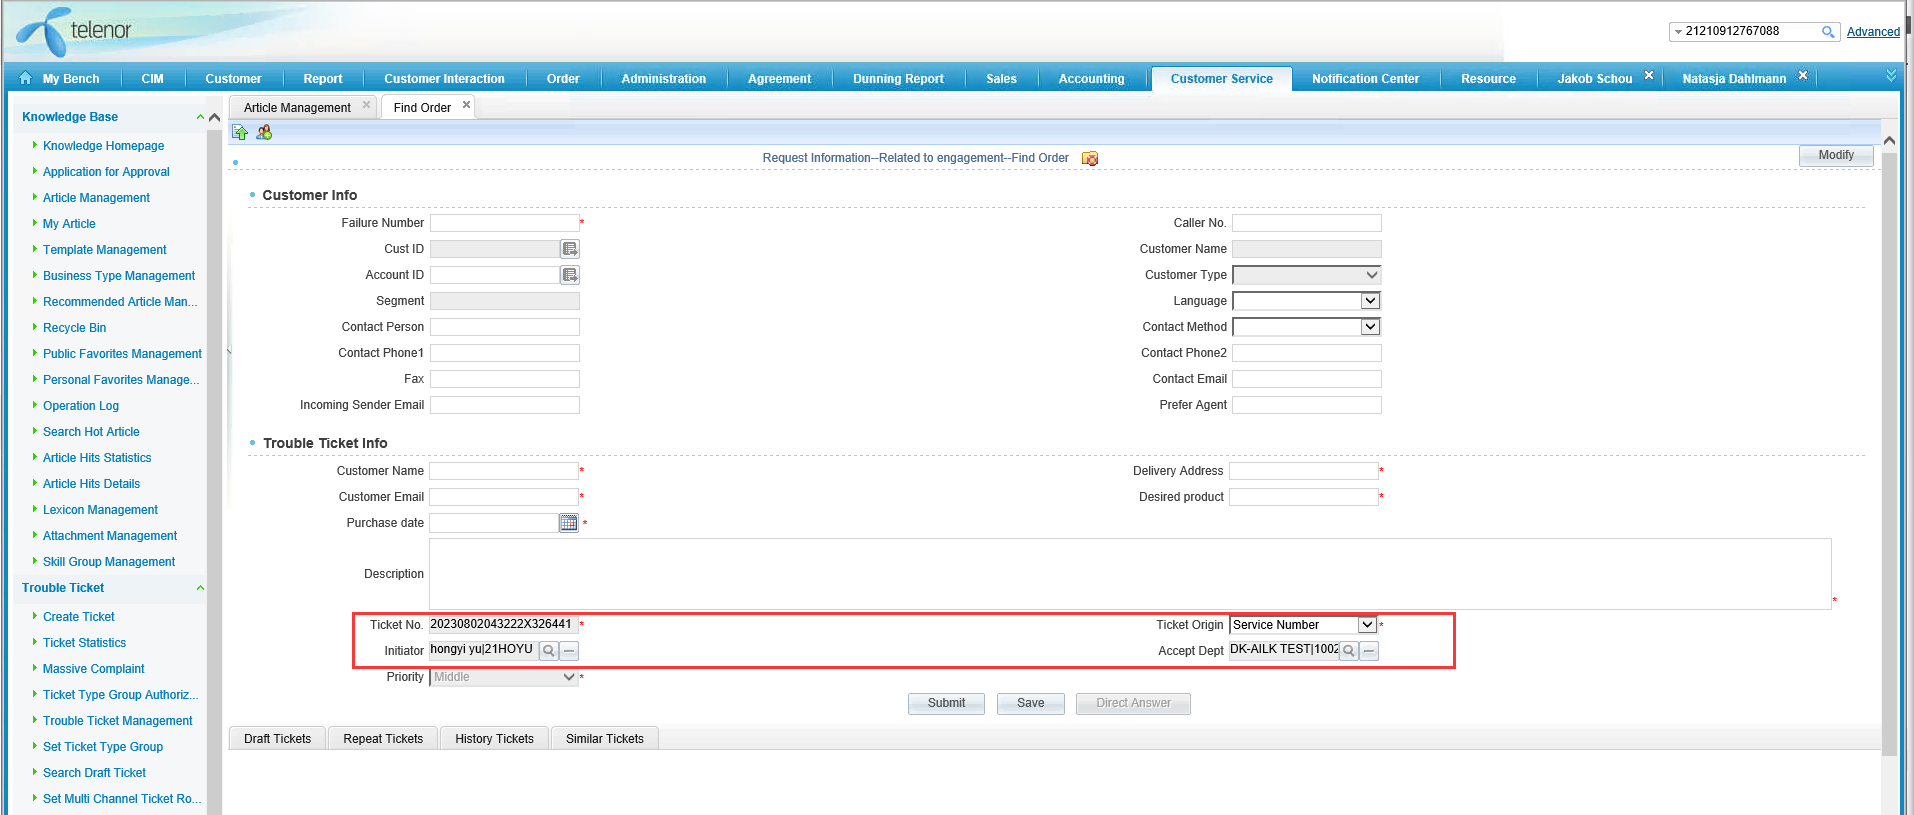 telenor
21210912767088 Advanced
My Bench CIM Customer Report Customer Interaction Order Administration Agreement Dunning Report Sales Accounting Customer Service Notification Center Resource Jakob Schou Natasja Dahlmann
Knowledge Base
Knowledge Homepage
Application for Approval
Article Management
My Article
Template Management
Business Type Management
Recommended Article Man...
Recycle Bin
Public Favorites Management
Personal Favorites Manage...
Operation Log
Search Hot Article
Article Hits Statistics
Article Hits Details
Lexicon Management
Attachment Management
Skill Group Management
Trouble Ticket
Create Ticket
Ticket Statistics
Massive Complaint
Ticket Type Group Authoriz...
Trouble Ticket Management
Set Ticket Type Group
Search Draft Ticket
Set Multi Channel Ticket Ro...
Article Management Find Order
Request Information--Related to engagement--Find Order Modify
Customer Info
Failure Number * Caller No.
Cust ID Customer Name
Account ID Customer Type
Segment Language
Contact Person Contact Method
Contact Phone1 Contact Phone2
Fax Contact Email
Incoming Sender Email Prefer Agent
Trouble Ticket Info
Customer Name * Delivery Address *
Customer Email * Desired product *
Purchase date *
Description *
Ticket No. 20230802043222X326441 * Ticket Origin Service Number *
Initiator hongyi yu|21HOYU Accept Dept DK-AILK TEST|1002
Priority Middle *
Submit Save Direct Answer
Draft Tickets Repeat Tickets History Tickets Similar Tickets